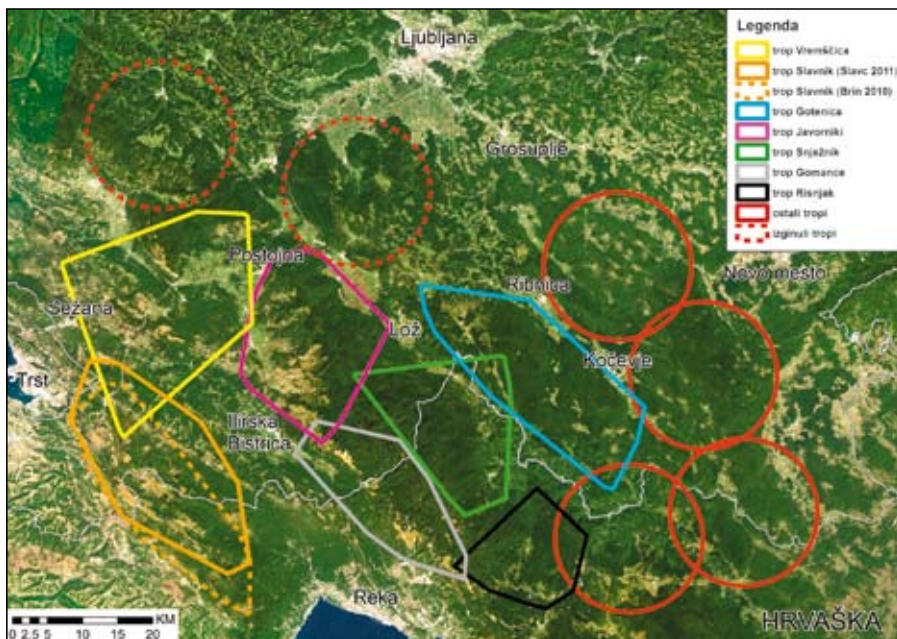 Ljubljana
Legenda
trop Vremščica
trop Slavnik (Slavc 2011)
trop Slavnik (Brin 2010)
trop Gotenica
trop Javorniki
trop Snježnik
trop Gomance
trop Risnjak
ostali tropi
izginuli tropi
Grosuplje
Postojna
Ribnica
Novo mesto
Sežana
Lož
Kočevje
Trst
Ilirska
Bistrica
Reka
HRVAŠKA
KM
0 2,5 5 10 15 20